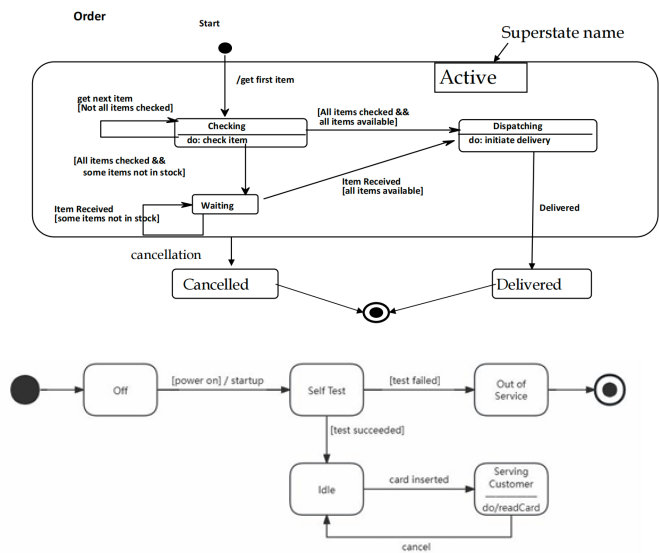 Order
Start
Superstate name
/get first item
Active
get next item
[Not all items checked]
[All items checked &&
all items available]
Checking
do: check item
Dispatching
do: initiate delivery
[All items checked &&
some items not in stock]
Item Received
[all items available]
Item Received
[some items not in stock]
Waiting
Delivered
cancellation
Cancelled
Delivered
Off
[power on] / startup
Self Test
[test failed]
Out of
Service
[test succeeded]
Idle
card inserted
Serving
Customer
do/readCard
cancel